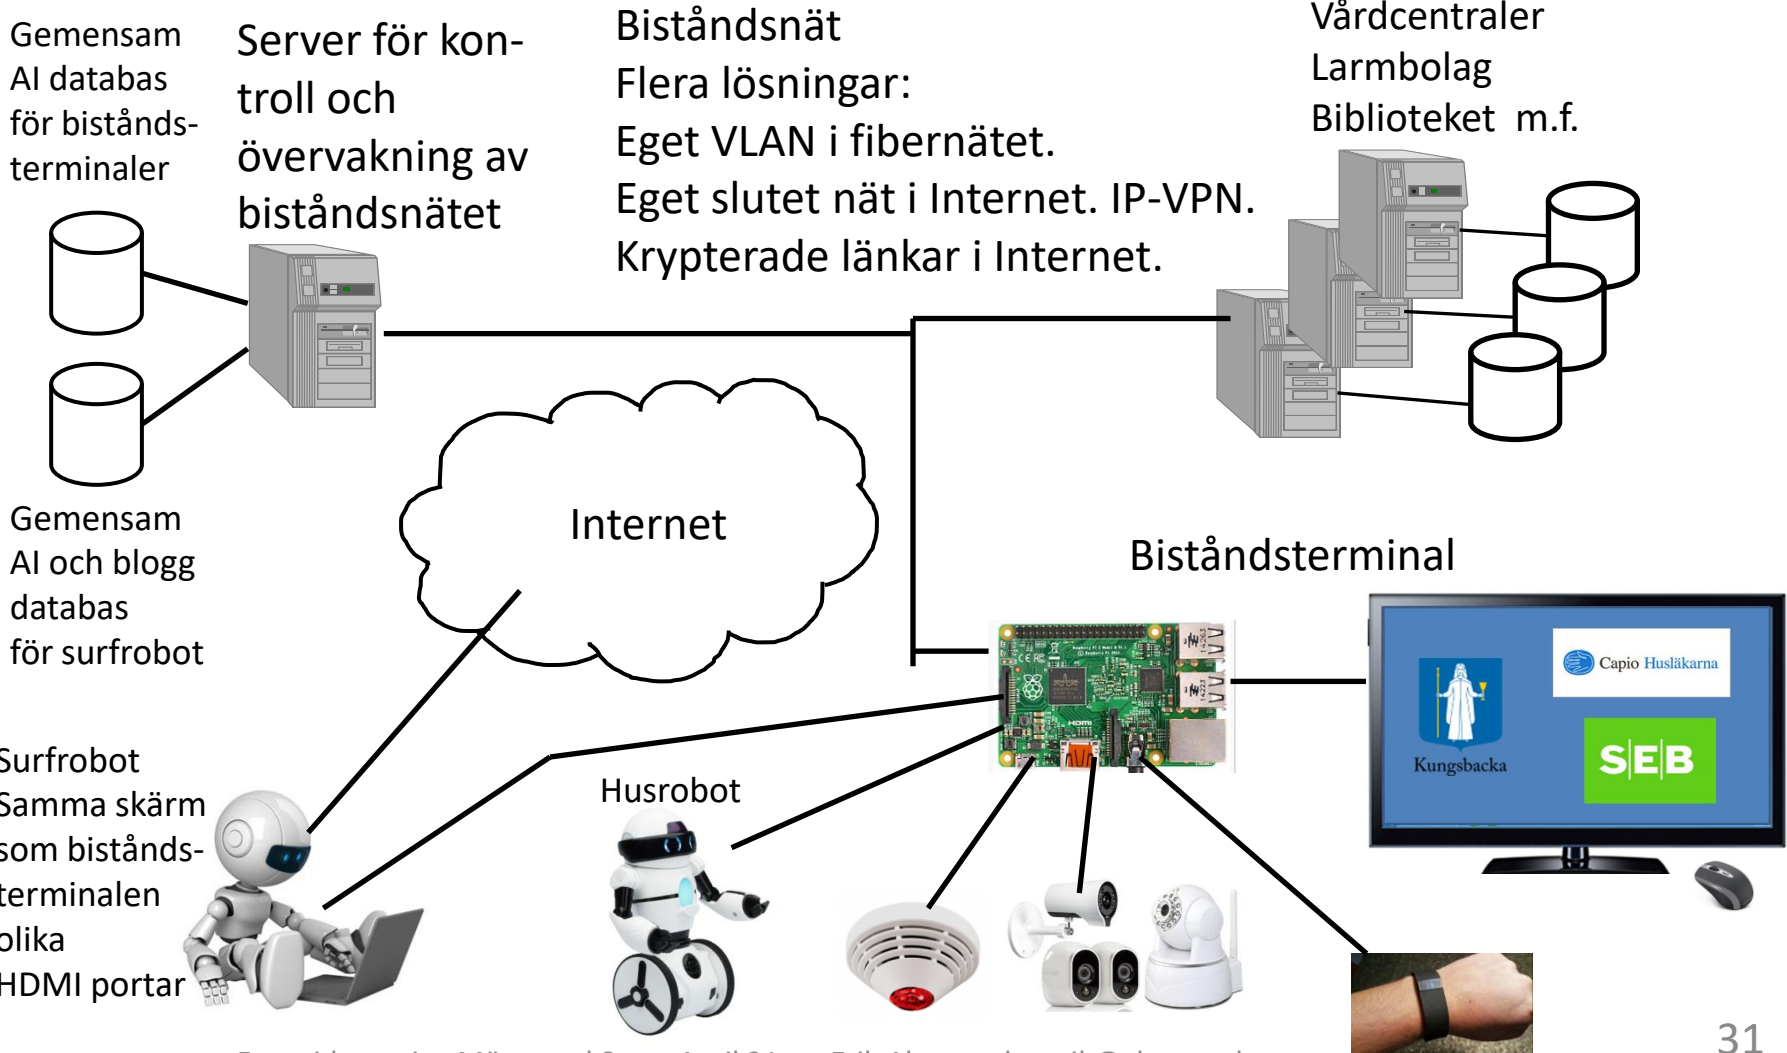 Gemensam
AI databas
för bistånds-
terminaler
Server för kon-
troll och
övervakning av
biståndsnätet
Biståndsnät
Flera lösningar:
Eget VLAN i fibernätet.
Eget slutet nät i Internet. IP-VPN.
Krypterade länkar i Internet.
Vårdcentraler
Larmbolag
Biblioteket m.f.
Internet
Gemensam
AI och blogg
databas
för surfrobot
Biståndsterminal
Capio Husläkarna
Kungsbacka
S|E|B
HDMI
Surfrobot
Samma skärm
som bistånds-
terminalen
olika
HDMI portar
Husrobot
31